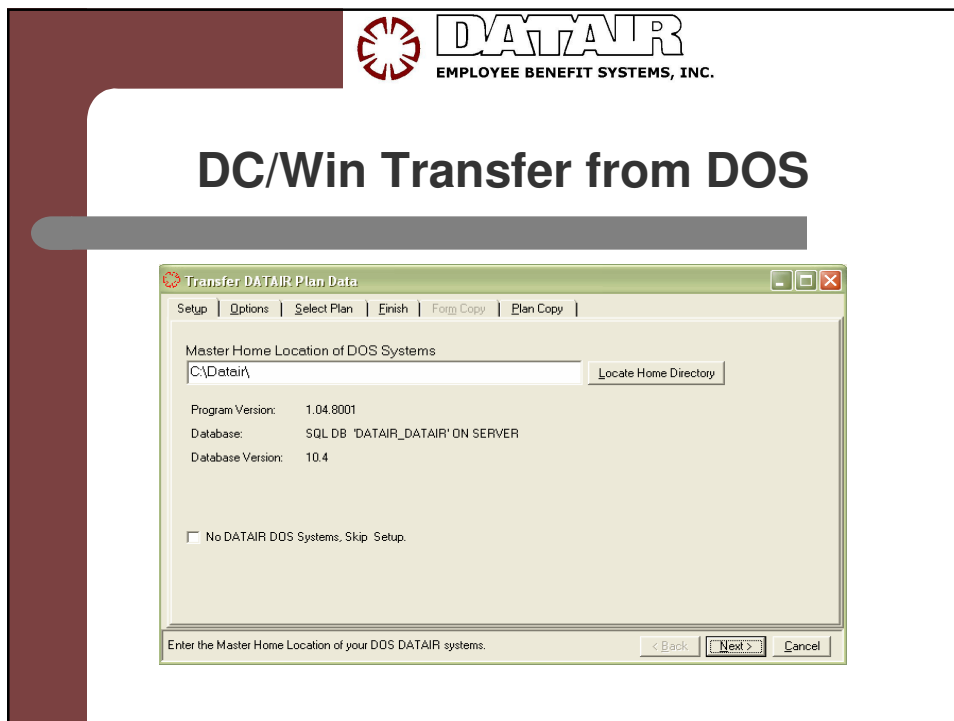 DATAIR
EMPLOYEE BENEFIT SYSTEMS, INC.
DC/Win Transfer from DOS
Transfer DATAIR Plan Data
Setup | Options | Select Plan | Finish | Form Copy | Plan Copy |
Master Home Location of DOS Systems
C:\Datair\ Locate Home Directory
Program Version: 1.04.8001
Database: SQL DB 'DATAIR_DATAIR' ON SERVER
Database Version: 10.4
No DATAIR DOS Systems, Skip Setup.
Enter the Master Home Location of your DOS DATAIR systems. < Back Next > Cancel